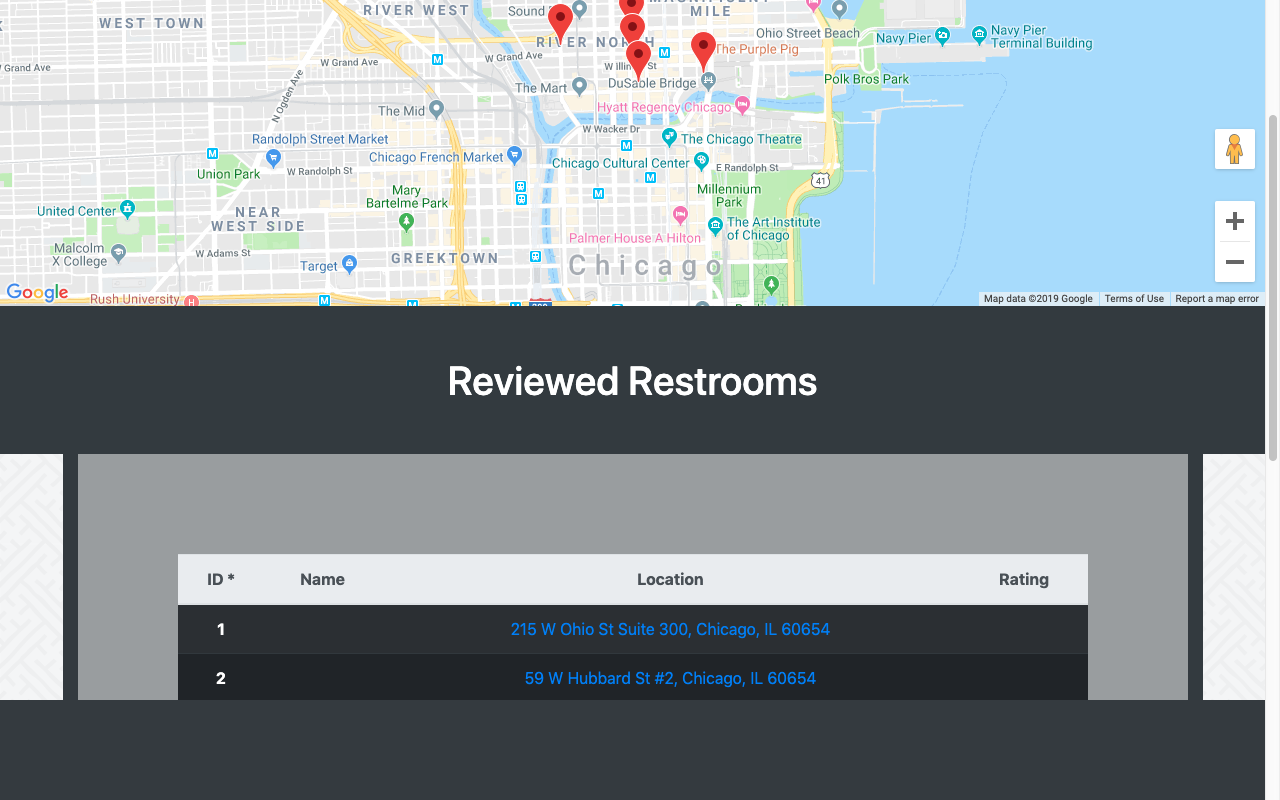 RIVER WEST
WEST TOWN
MAGNIFICENT
MILE
Sound
Ohio Street Beach
Navy Pier
Navy Pier
Terminal Building
RIVER NORTH
The Purple Pig
W Grand Ave
W Grand Ave
W Grand Ave
N Ogden Ave
W Illinois St
The Mart
DuSable Bridge
Polk Bros Park
The Mid
Hyatt Regency Chicago
W Wacker Dr
Randolph Street Market
The Chicago Theatre
Chicago French Market
Chicago Cultural Center
E Randolph St
Union Park
W Randolph St
41
Mary
Bartelme Park
Millennium
Park
United Center
NEAR
WEST SIDE
The Art Institute
of Chicago
Malcolm
X College
W Adams St
Palmer House A Hilton
GREEKTOWN
Target
Chicago
Google
Rush University
Map data ©2019 Google
Terms of Use
Report a map error
Reviewed Restrooms
ID *
Name
Location
Rating
1
215 W Ohio St Suite 300, Chicago, IL 60654
2
59 W Hubbard St #2, Chicago, IL 60654